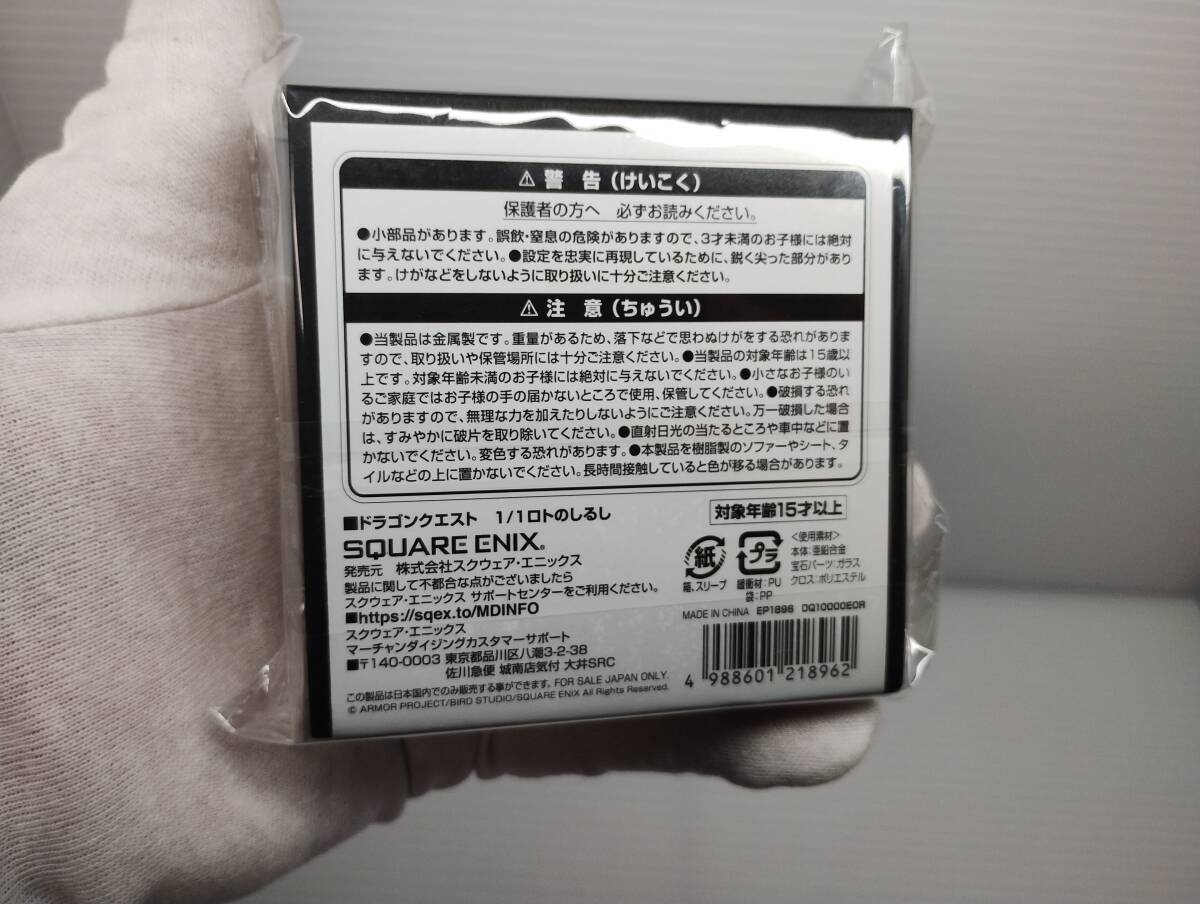 ⚠ 警 告(けいこく)
保護者の方へ 必ずお読みください。
●小部品があります。誤飲・窒息の危険がありますので、3才未満のお子様には絶対
に与えないでください。●設定を忠実に再現しているために、鋭く尖った部分があり
ます。けがなどをしないように取り扱いに十分ご注意ください。
⚠ 注 意(ちゅうい)
●当製品は金属製です。重量があるため、落下などで思わぬけがをする恐れがありま
すので、取り扱いや保管場所には十分ご注意ください。●当製品の対象年齢は15歳以
上です。対象年齢未満のお子様には絶対に与えないでください。●小さなお子様のい
るご家庭ではお子様の手の届かないところで使用、保管してください。●破損する恐れ
がありますので、無理な力を加えたりしないようにご注意ください。万一破損した場合
は、すみやかに破片を取り除いてください。●直射日光の当たるところや車中などに置
かないでください。変色する恐れがあります。●本製品を樹脂製のソファーやシート、タ
イルなどの上に置かないでください。長時間接触していると色が移る場合があります。
■ドラゴンクエスト 1/1ロトのしるし
対象年齢15才以上
SQUARE ENIX®
発売元 株式会社スクウェア・エニックス
製品に関して不都合な点がございましたら
スクウェア・エニックス サポートセンターをご利用ください。
■https://sqex.to/MDINFO
スクウェア・エニックス
マーチャンダイジングカスタマーサポート
■〒140-0003 東京都品川区八潮3-2-38
佐川急便 城南店気付 大井SRC
この製品は日本国内でのみ販売する事ができます。FOR SALE JAPAN ONLY.
© ARMOR PROJECT/BIRD STUDIO/SQUARE ENIX All Rights Reserved.
紙
箱、スリーブ
プラ
緩衝材:PU
袋:PP
<使用素材>
本体:亜鉛合金
宝石パーツ:ガラス
クロス:ポリエステル
MADE IN CHINA EP1896 DQ10000E0R
4 988601 218962